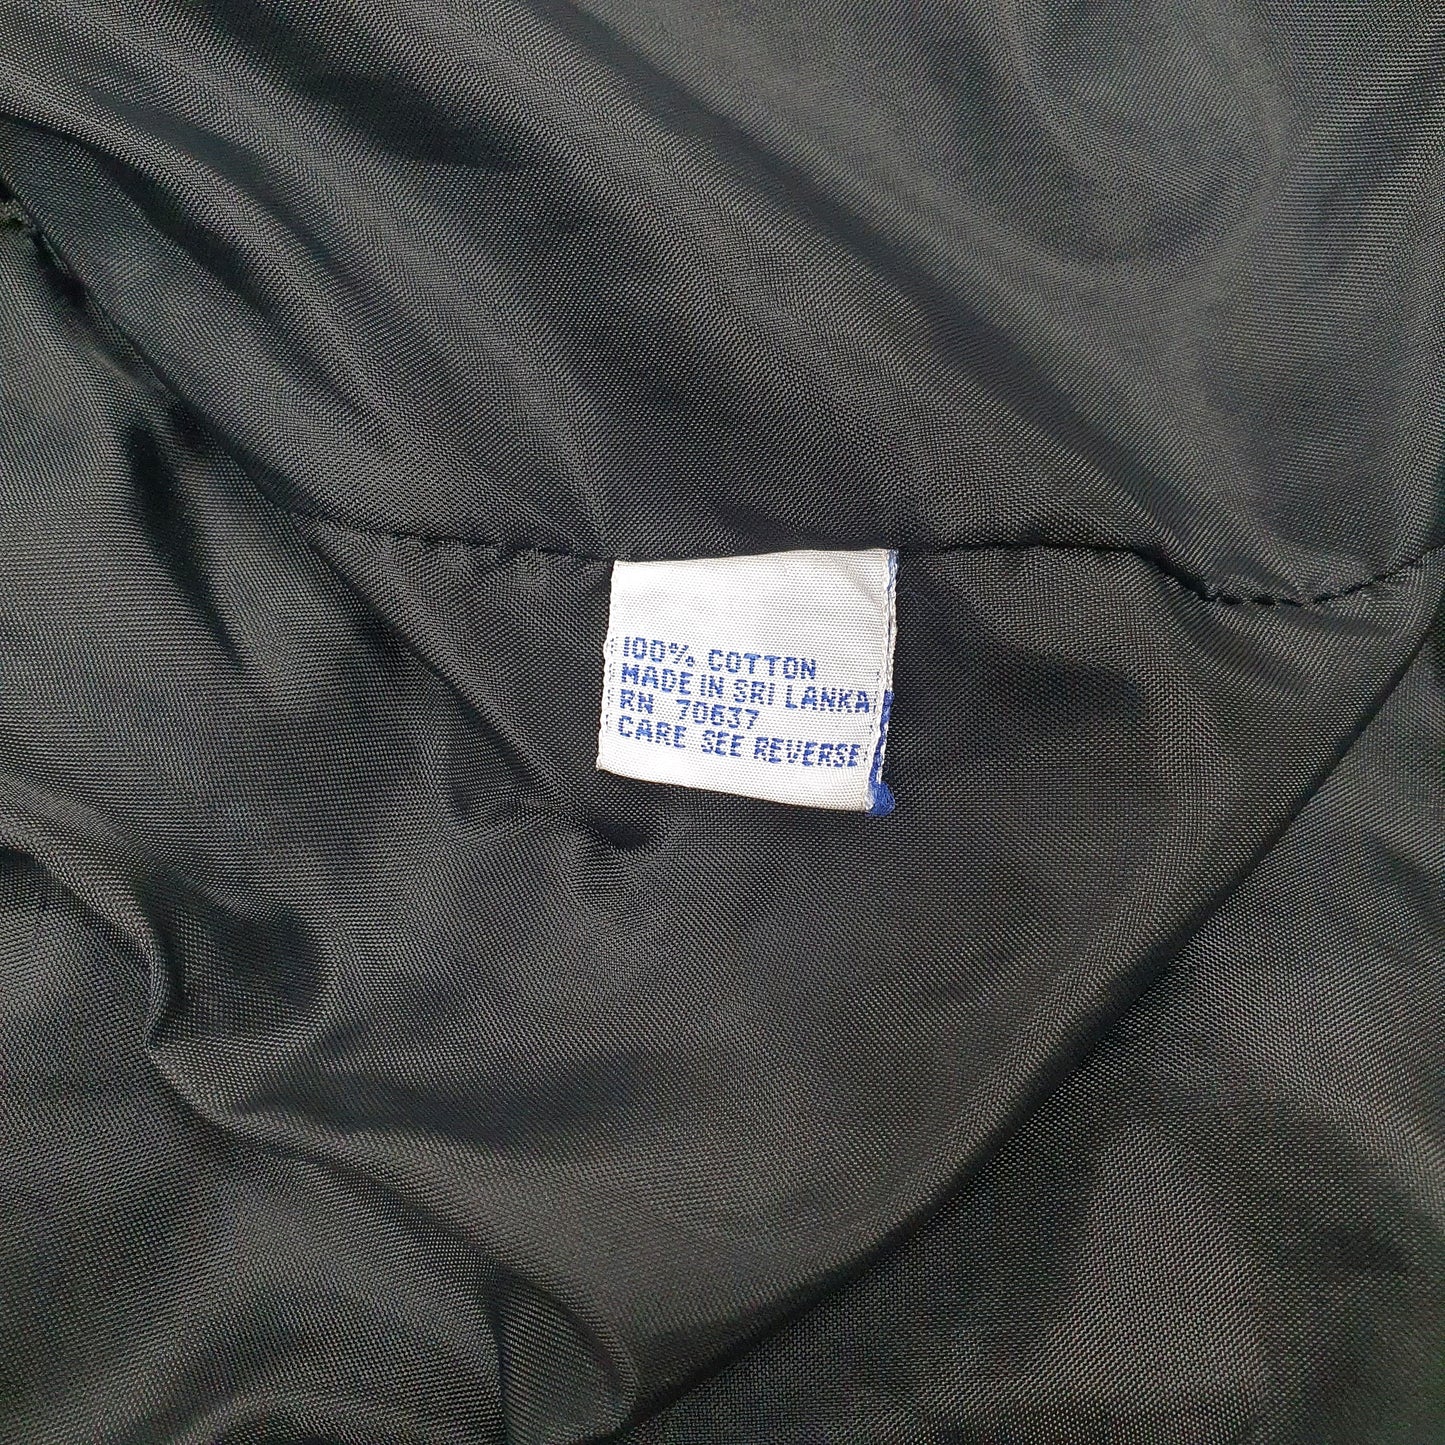 100% COTTON
MADE IN SRI LANKA
RN 70637
CARE SEE REVERSE